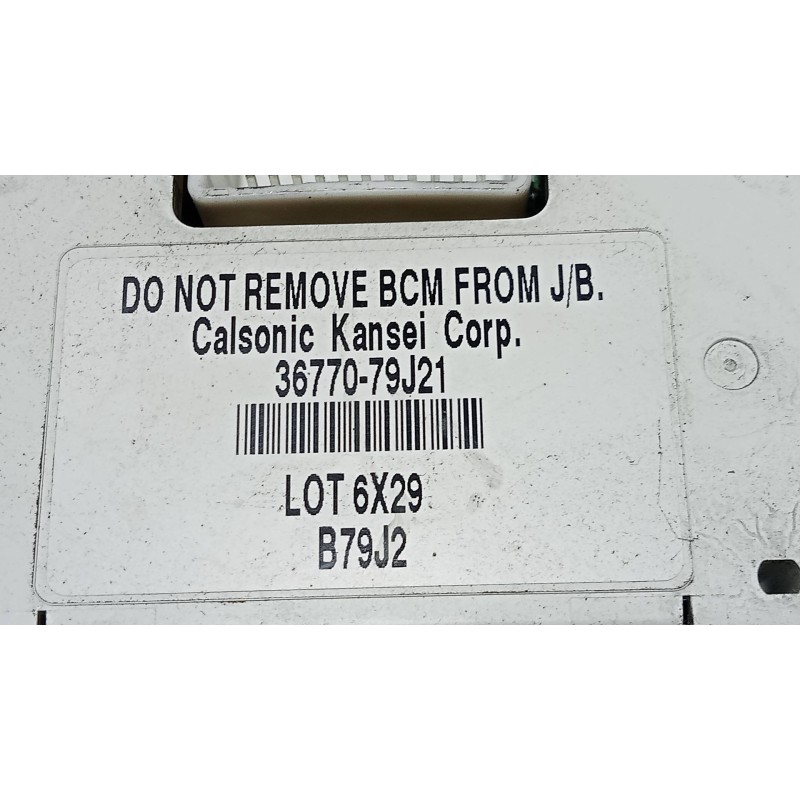 DO NOT REMOVE BCM FROM J/B.
Calsonic Kansei Corp.
36770-79J21
LOT 6X29
B79J2